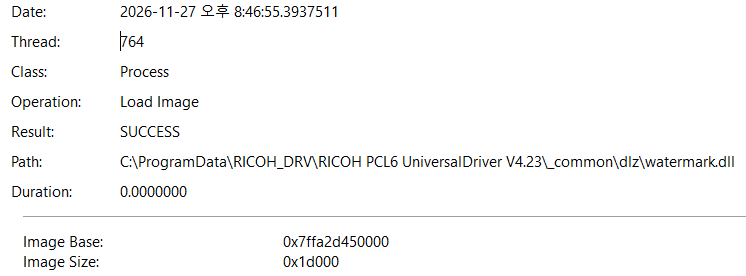 Date: 2026-11-27 오후 8:46:55.3937511
Thread: 764
Class: Process
Operation: Load Image
Result: SUCCESS
Path: C:\ProgramData\RICOH_DRV\RICOH PCL6 UniversalDriver V4.23\_common\dlz\watermark.dll
Duration: 0.0000000
Image Base: 0x7ffa2d450000
Image Size: 0x1d000